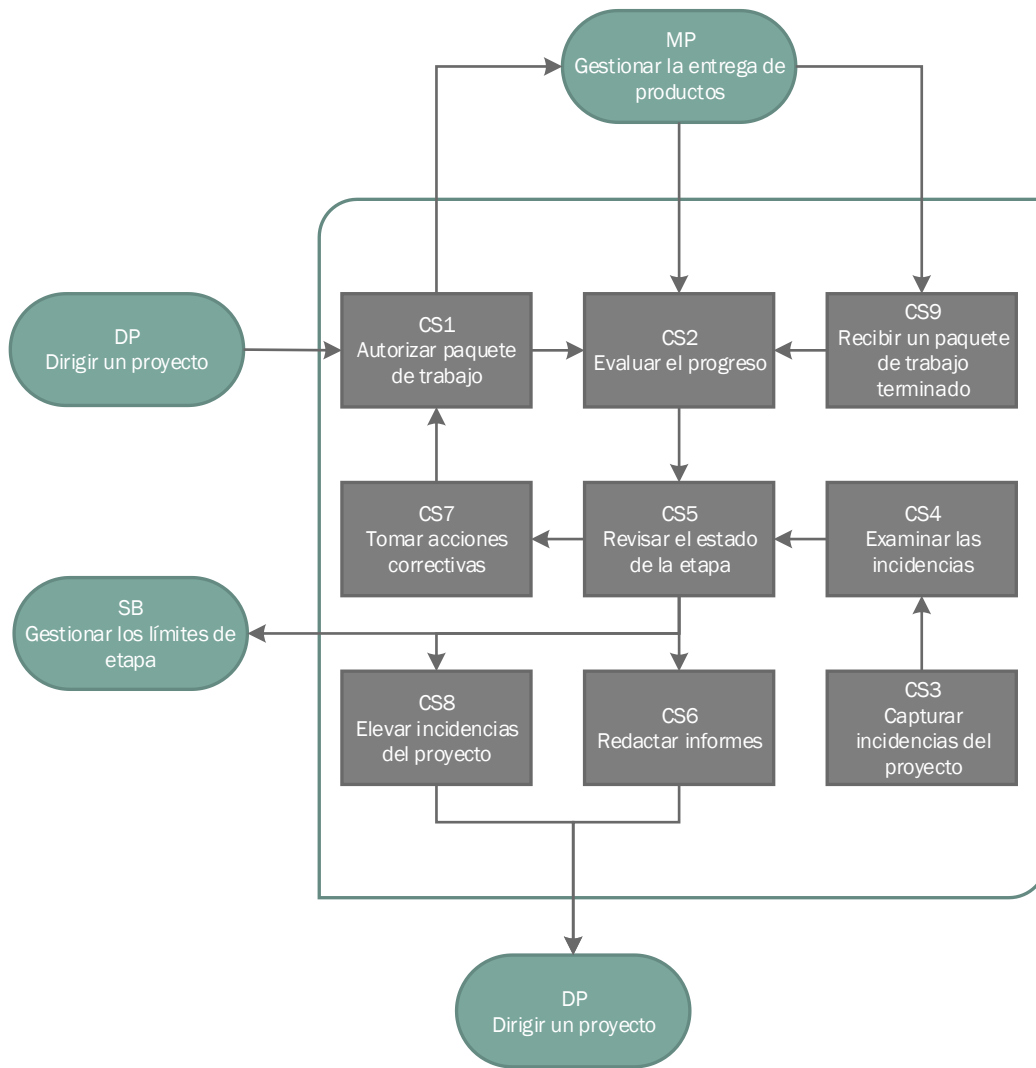 MP
Gestionar la entrega de
productos
DP
Dirigir un proyecto
CS1
Autorizar paquete
de trabajo
CS2
Evaluar el progreso
CS9
Recibir un paquete
de trabajo
terminado
CS7
Tomar acciones
correctivas
CS5
Revisar el estado
de la etapa
CS4
Examinar las
incidencias
SB
Gestionar los límites de
etapa
CS8
Elevar incidencias
del proyecto
CS6
Redactar informes
CS3
Capturar
incidencias del
proyecto
DP
Dirigir un proyecto